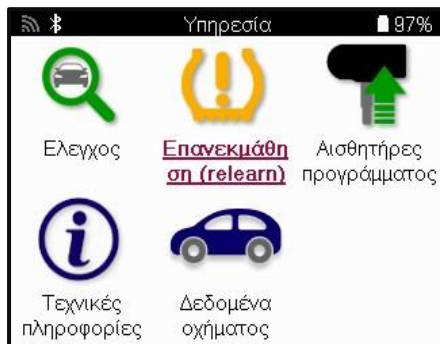 Υπηρεσία 97%
Ελεγχος
Επανεκμάθη
ση (relearn)
Αισθητήρες
προγράμματος
Τεχνικές
πληροφορίες
Δεδομένα
οχήματος